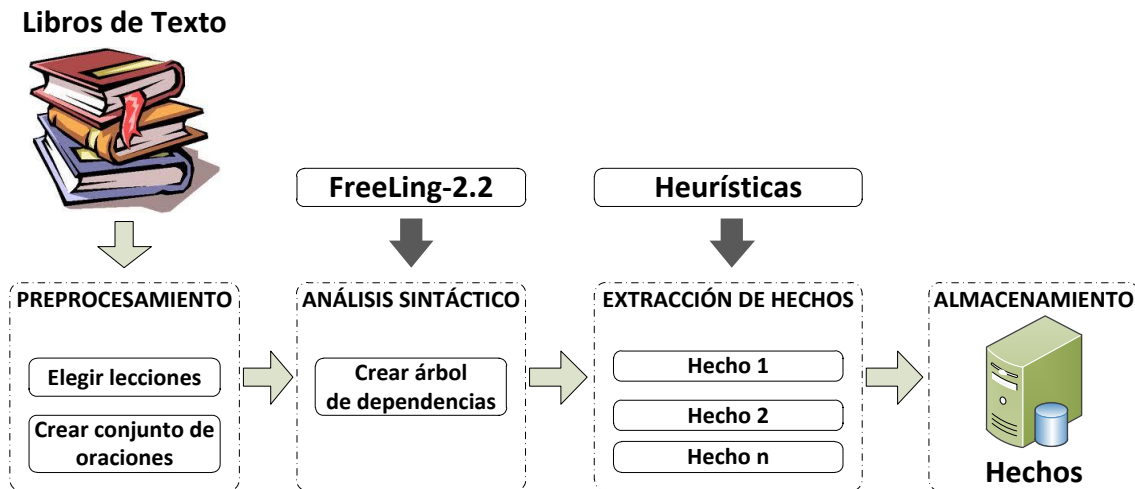 Libros de Texto
FreeLing-2.2
Heurísticas
PREPROCESAMIENTO
Elegir lecciones
Crear conjunto de
oraciones
ANÁLISIS SINTÁCTICO
Crear árbol
de dependencias
EXTRACCIÓN DE HECHOS
Hecho 1
Hecho 2
Hecho n
ALMACENAMIENTO
Hechos